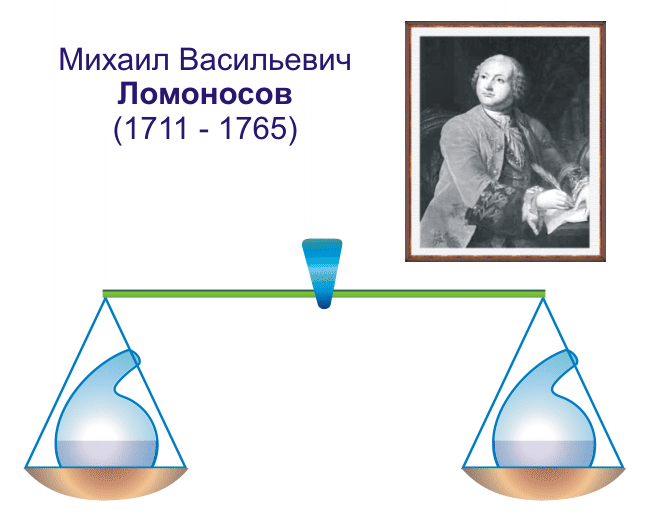 Михаил Васильевич
Ломоносов
(1711 - 1765)